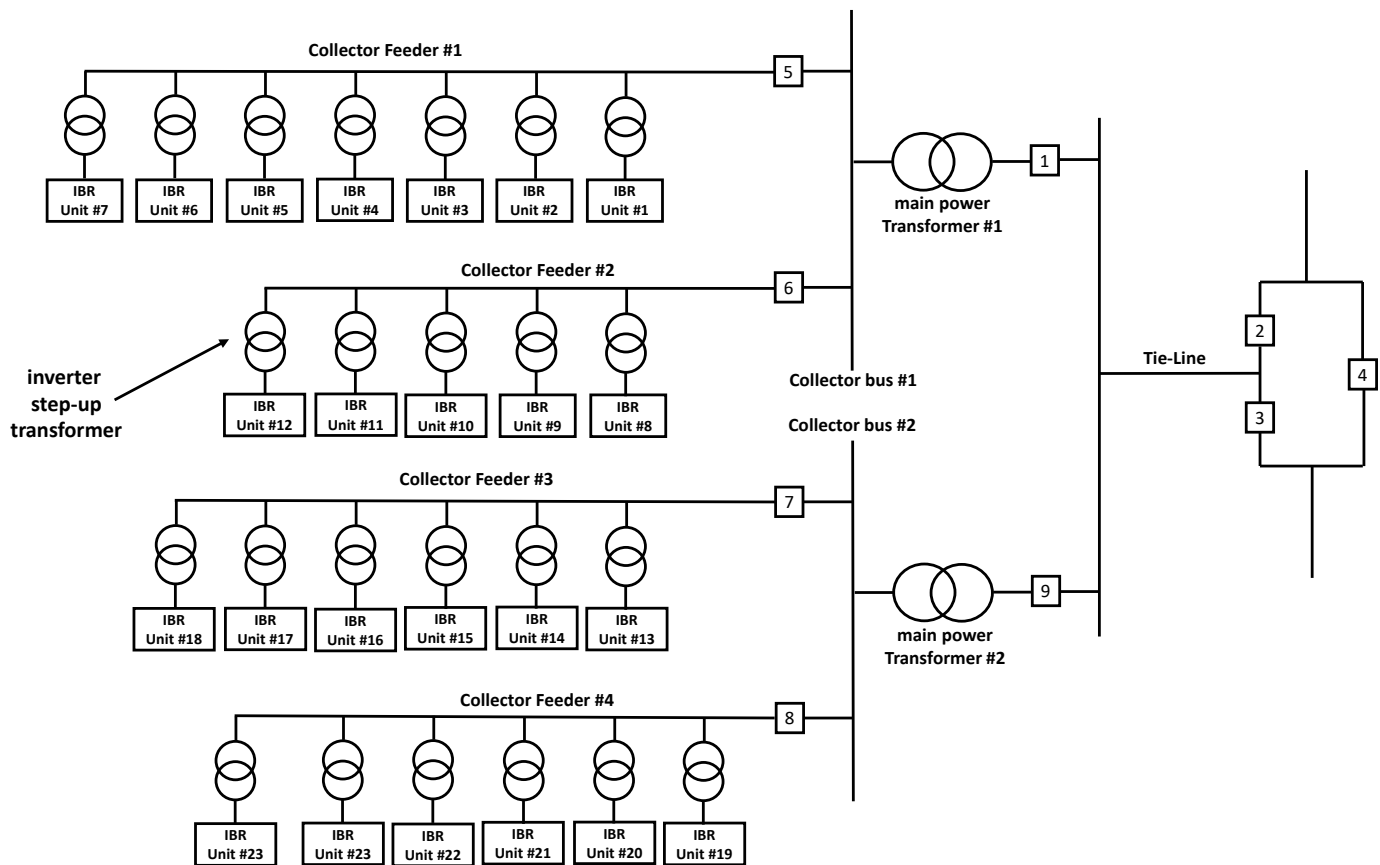 Collector Feeder #1
5
IBR
Unit #7
IBR
Unit #6
IBR
Unit #5
IBR
Unit #4
IBR
Unit #3
IBR
Unit #2
IBR
Unit #1
1
main power
Transformer #1
Collector Feeder #2
6
2
Tie-Line
4
inverter
step-up
transformer
IBR
Unit #12
IBR
Unit #11
IBR
Unit #10
IBR
Unit #9
IBR
Unit #8
Collector bus #1
Collector bus #2
3
Collector Feeder #3
7
IBR
Unit #18
IBR
Unit #17
IBR
Unit #16
IBR
Unit #15
IBR
Unit #14
IBR
Unit #13
9
main power
Transformer #2
Collector Feeder #4
8
IBR
Unit #23
IBR
Unit #23
IBR
Unit #22
IBR
Unit #21
IBR
Unit #20
IBR
Unit #19